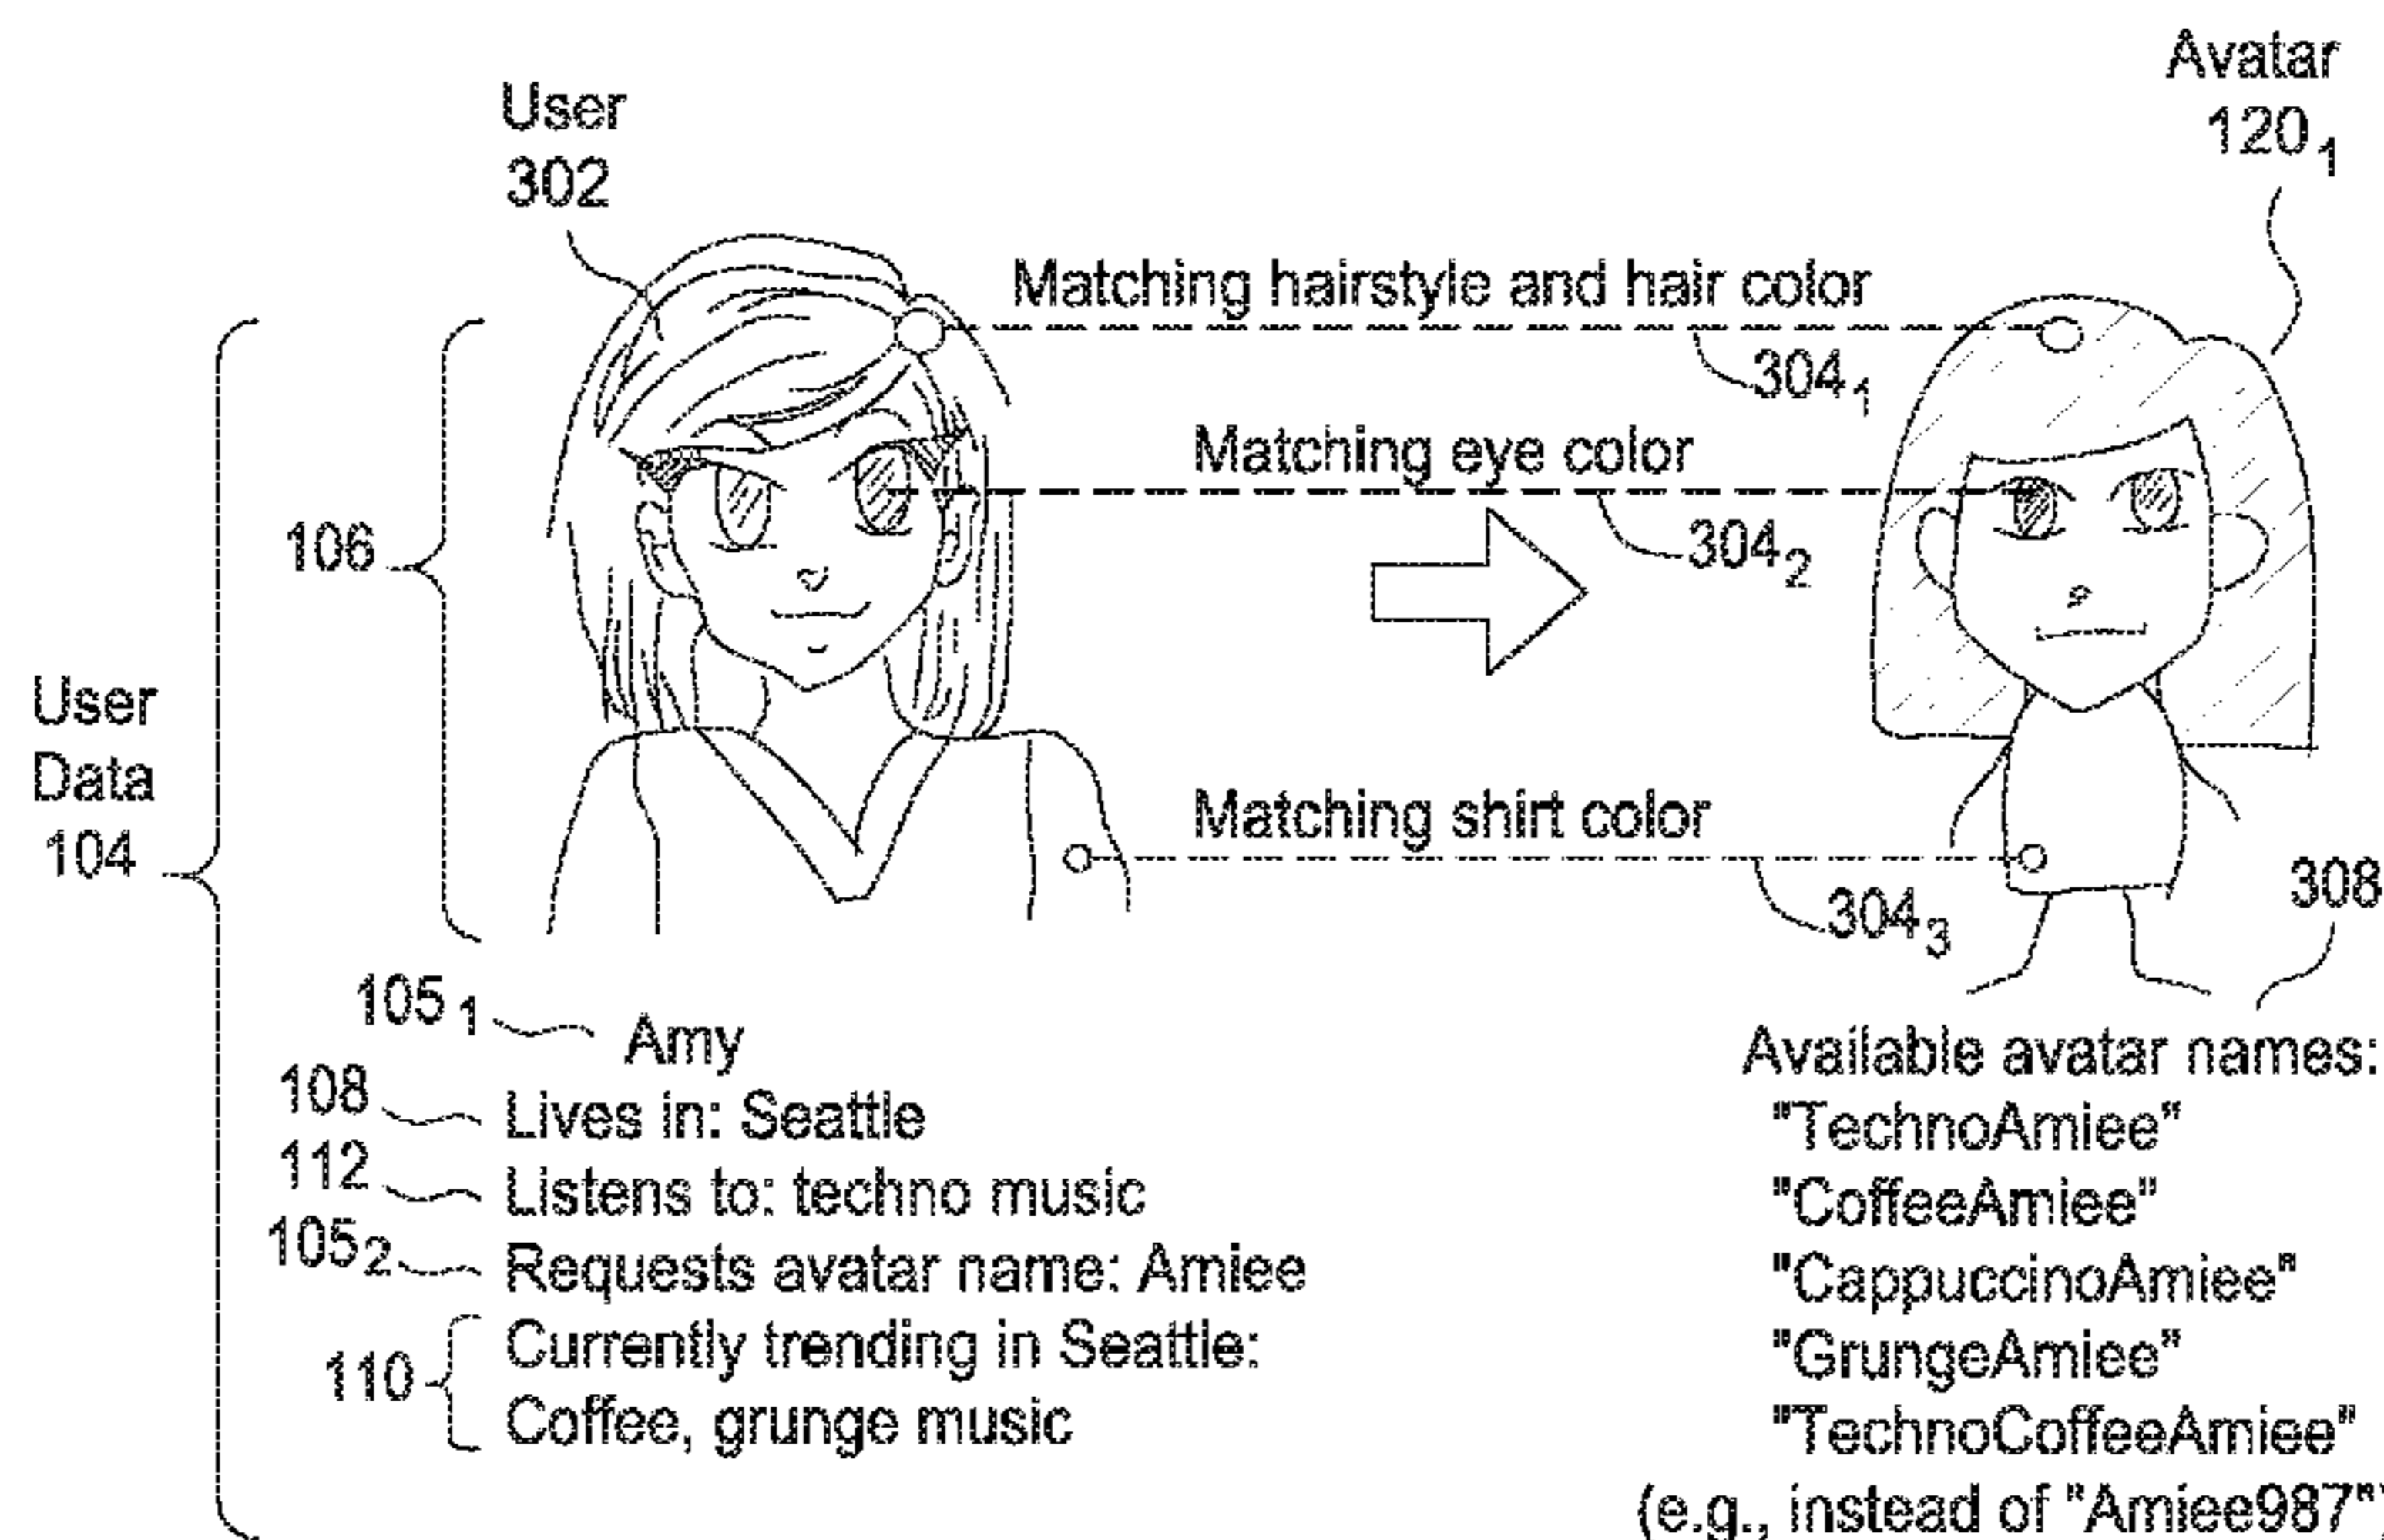 Avatar
120₁
User
302
Matching hairstyle and hair color
304₁
Matching eye color
304₂
106
User
Data
104
Matching shirt color
304₃
308
105₁
Amy
108
Lives in: Seattle
112
Listens to: techno music
105₂
Requests avatar name: Amiee
110
Currently trending in Seattle:
Coffee, grunge music
Available avatar names:
"TechnoAmiee"
"CoffeeAmiee"
"CappuccinoAmiee"
"GrungeAmiee"
"TechnoCoffeeAmiee"
(e.g., instead of "Amiee987")